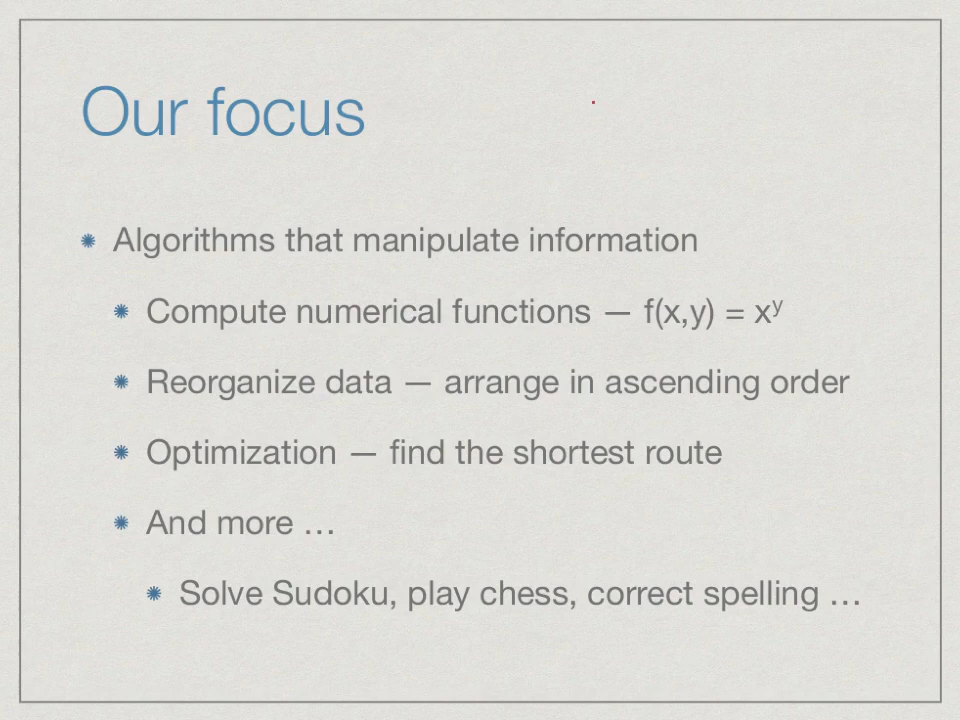 Our focus
Algorithms that manipulate information
Compute numerical functions — f(x,y) = xʸ
Reorganize data — arrange in ascending order
Optimization — find the shortest route
And more …
Solve Sudoku, play chess, correct spelling …